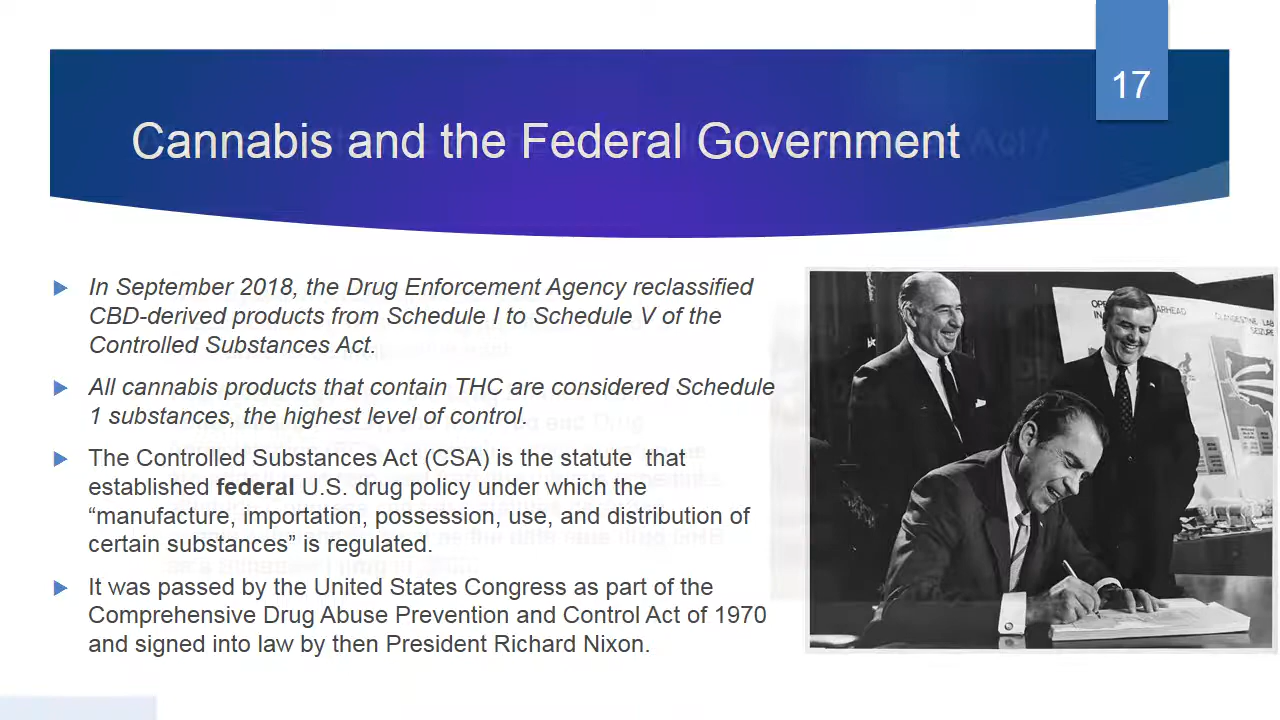 17
Cannabis and the Federal Government
In September 2018, the Drug Enforcement Agency reclassified
CBD-derived products from Schedule I to Schedule V of the
Controlled Substances Act.
All cannabis products that contain THC are considered Schedule
1 substances, the highest level of control.
The Controlled Substances Act (CSA) is the statute that
established federal U.S. drug policy under which the
“manufacture, importation, possession, use, and distribution of
certain substances” is regulated.
It was passed by the United States Congress as part of the
Comprehensive Drug Abuse Prevention and Control Act of 1970
and signed into law by then President Richard Nixon.
CLANDESTINE LAB
SEIZURE